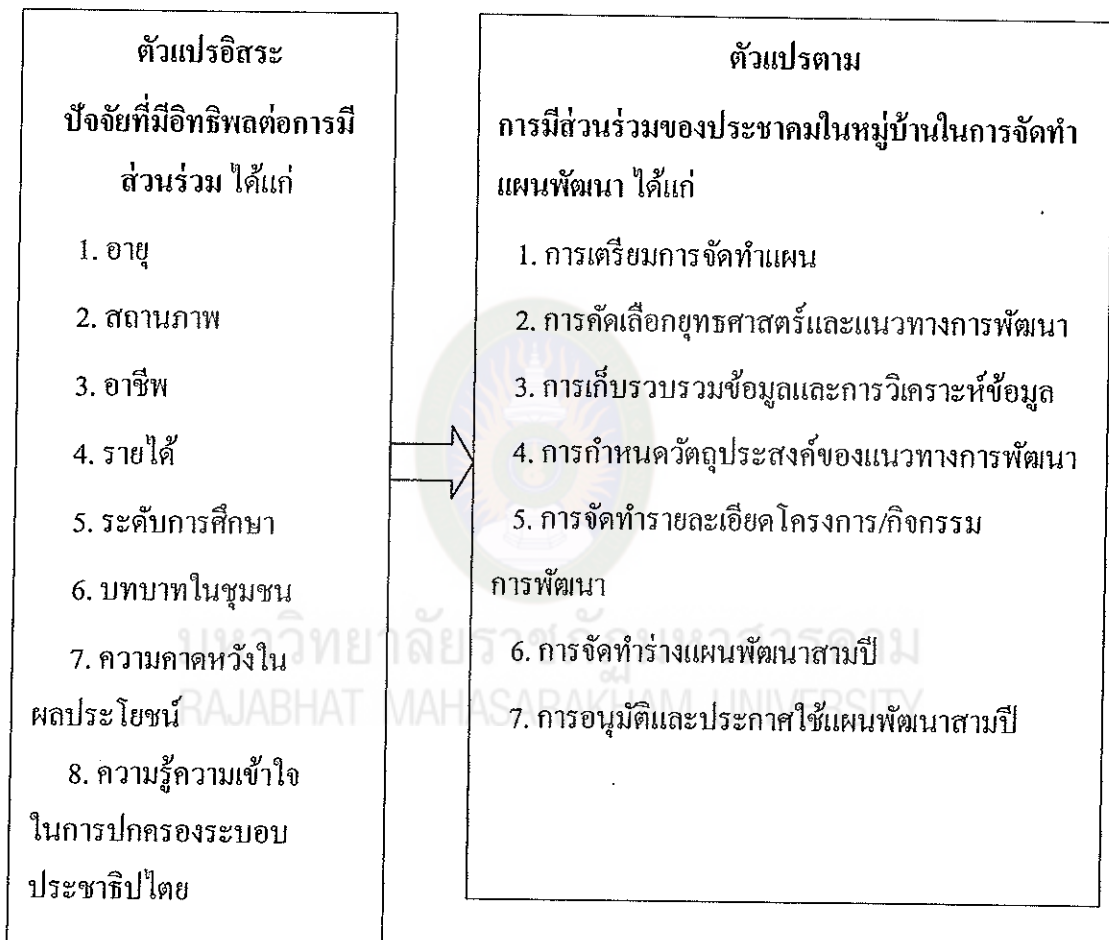 ตัวแปรอิสระ
ปัจจัยที่มีอิทธิพลต่อการมี
ส่วนร่วม ได้แก่
1. อายุ
2. สถานภาพ
3. อาชีพ
4. รายได้
5. ระดับการศึกษา
6. บทบาทในชุมชน
7. ความคาดหวังใน
ผลประโยชน์
8. ความรู้ความเข้าใจ
ในการปกครองระบอบ
ประชาธิปไตย
ตัวแปรตาม
การมีส่วนร่วมของประชาคมในหมู่บ้านในการจัดทำ
แผนพัฒนา ได้แก่
1. การเตรียมการจัดทำแผน
2. การคัดเลือกยุทธศาสตร์และแนวทางการพัฒนา
3. การเก็บรวบรวมข้อมูลและการวิเคราะห์ข้อมูล
4. การกำหนดวัตถุประสงค์ของแนวทางการพัฒนา
5. การจัดทำรายละเอียดโครงการ/กิจกรรม
การพัฒนา
6. การจัดทำร่างแผนพัฒนาสามปี
7. การอนุมัติและประกาศใช้แผนพัฒนาสามปี
มหาวิทยาลัยราชภัฏมหาสารคาม
RAJABHAT MAHASARAKHAM UNIVERSITY